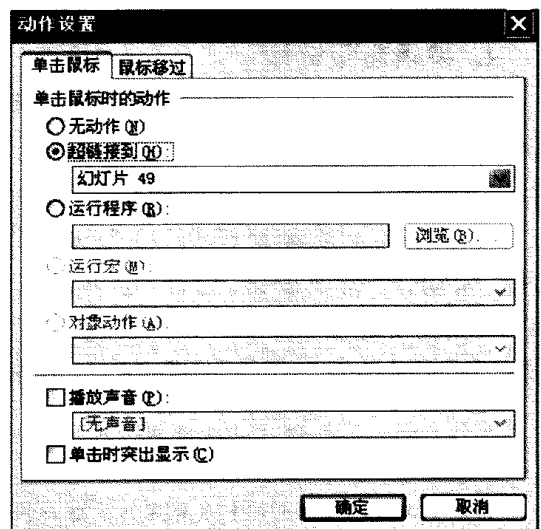 动作设置
单击鼠标 鼠标移过
单击鼠标时的动作
无动作(N)
超链接到(H):
幻灯片 49
运行程序(R):
浏览(B)...
运行宏(M):
对象动作(A):
播放声音(P):
[无声音]
单击时突出显示(C)
确定 取消